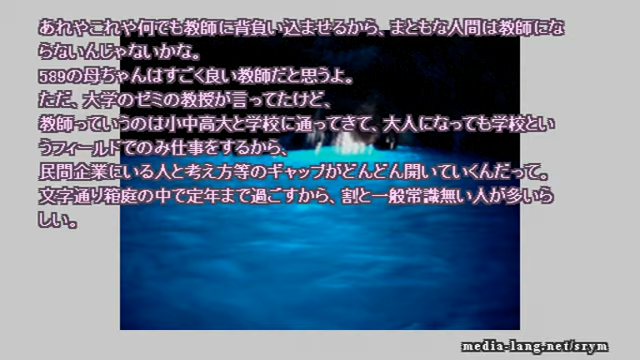 あれやこれや何でも教師に背負い込ませるから、まともな人間は教師にな
らないんじゃないかな。
589の母ちゃんはすごく良い教師だと思うよ。
ただ、大学のゼミの教授が言ってたけど、
教師っていうのは小中高大と学校に通ってきて、大人になっても学校とい
うフィールドでのみ仕事をするから、
民間企業にいる人と考え方等のギャップがどんどん開いていくんだって。
文字通り箱庭の中で定年まで過ごすから、割と一般常識無い人が多いら
しい。
media-lang-net/srym